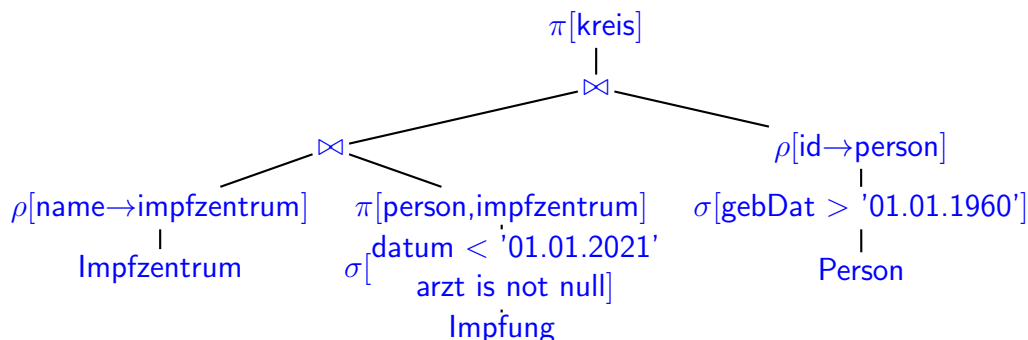 π[kreis]
⋈
⋈
ρ[id→person]
ρ[name→impfzentrum]
π[person,impfzentrum]
σ[gebDat > '01.01.1960']
Impfzentrum
σ[datum < '01.01.2021'
arzt is not null]
Person
Impfung